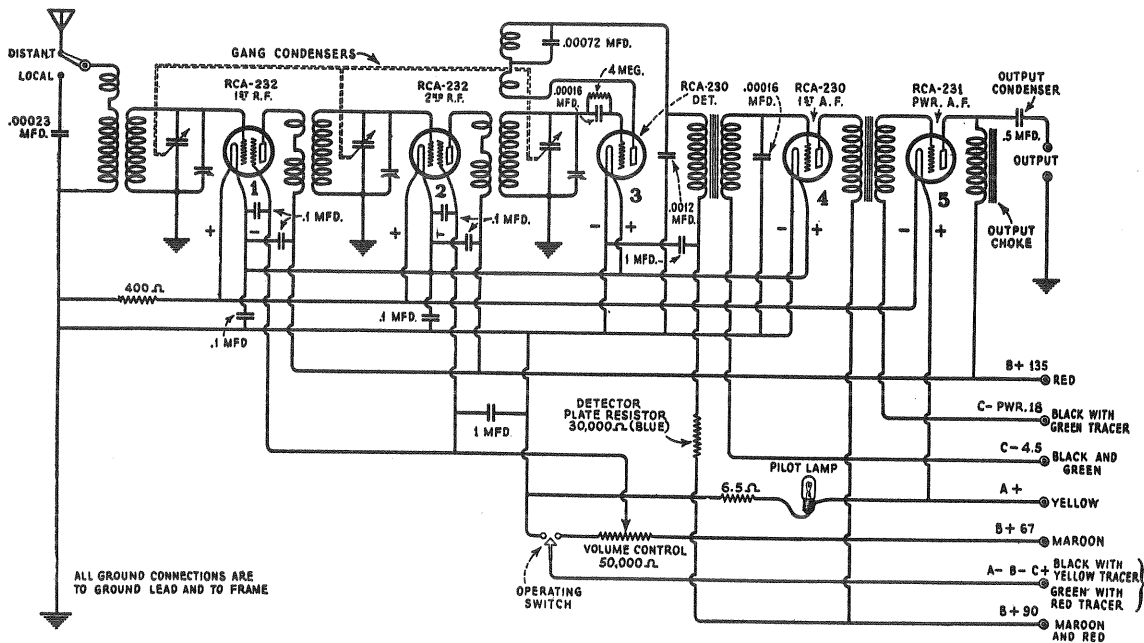 DISTANT
LOCAL
.00023
MFD.
GANG CONDENSERS
RCA-232
1ST R.F.
RCA-232
2ND R.F.
.00072 MFD.
4 MEG.
.00016
MFD.
RCA-230
DET.
.00016
MFD.
RCA-230
1ST A.F.
RCA-231
PWR. A.F.
OUTPUT
CONDENSER
.5 MFD.
OUTPUT
OUTPUT
CHOKE
1
2
3
4
5
+
-
.1 MFD.
+
-
.1 MFD.
-
+
.0012
MFD.
1 MFD.
-
+
-
+
400 Ω
.1 MFD
.1 MFD.
B+ 135
RED
C- PWR.18
BLACK WITH
GREEN TRACER
DETECTOR
PLATE RESISTOR
30,000 Ω (BLUE)
1 MFD.
C- 4.5
BLACK AND
GREEN
PILOT LAMP
6.5 Ω
A+
YELLOW
B+ 67
MAROON
VOLUME CONTROL
50,000 Ω
OPERATING
SWITCH
A- B- C+
BLACK WITH
YELLOW TRACER
GREEN WITH
RED TRACER
B+90
MAROON
AND RED
ALL GROUND CONNECTIONS ARE
TO GROUND LEAD AND TO FRAME